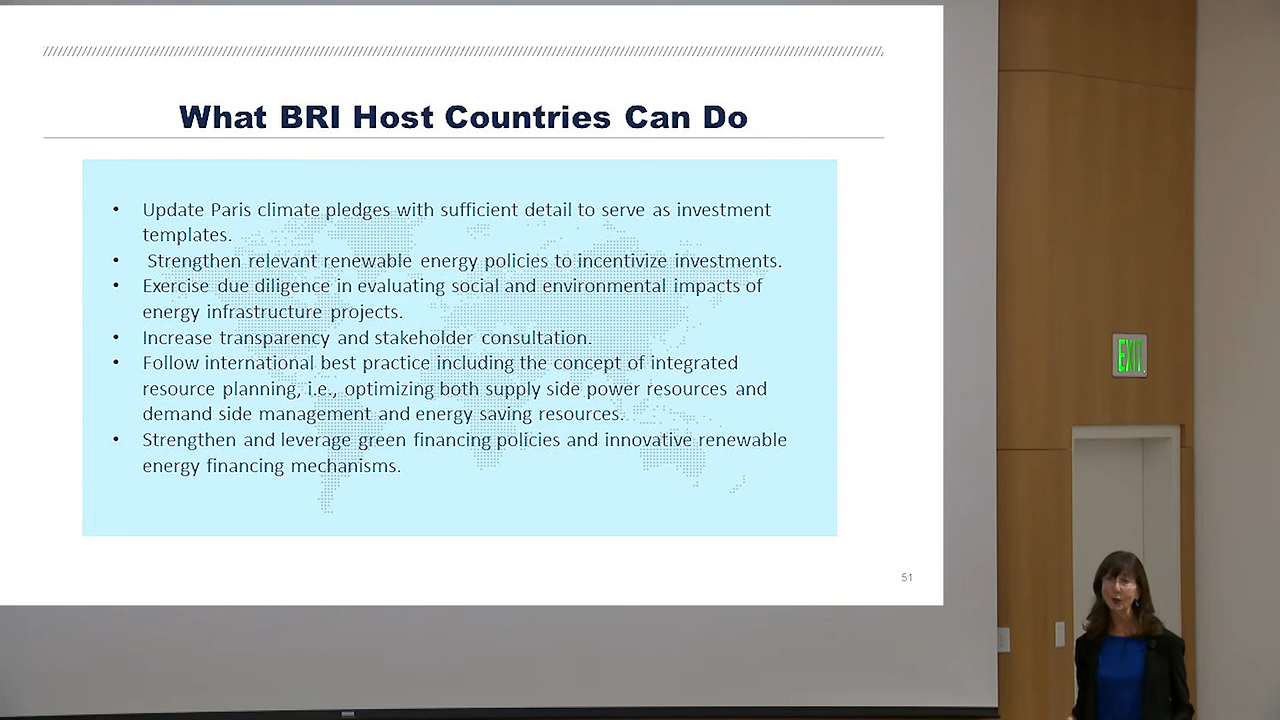 What BRI Host Countries Can Do
• Update Paris climate pledges with sufficient detail to serve as investment
templates.
• Strengthen relevant renewable energy policies to incentivize investments.
• Exercise due diligence in evaluating social and environmental impacts of
energy infrastructure projects.
• Increase transparency and stakeholder consultation.
• Follow international best practice including the concept of integrated
resource planning, i.e., optimizing both supply side power resources and
demand side management and energy saving resources.
• Strengthen and leverage green financing policies and innovative renewable
energy financing mechanisms.
51
EXIT